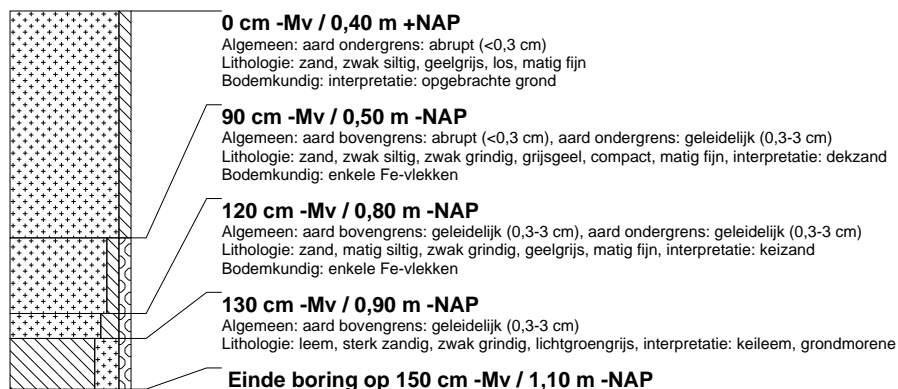 0 cm -Mv / 0,40 m +NAP
Algemeen: aard ondergrens: abrupt (<0,3 cm)
Lithologie: zand, zwak siltig, geelgrijs, los, matig fijn
Bodemkundig: interpretatie: opgebrachte grond
90 cm -Mv / 0,50 m -NAP
Algemeen: aard bovengrens: abrupt (<0,3 cm), aard ondergrens: geleidelijk (0,3-3 cm)
Lithologie: zand, zwak siltig, zwak grindig, grijsgeel, compact, matig fijn, interpretatie: dekzand
Bodemkundig: enkele Fe-vlekken
120 cm -Mv / 0,80 m -NAP
Algemeen: aard bovengrens: geleidelijk (0,3-3 cm), aard ondergrens: geleidelijk (0,3-3 cm)
Lithologie: zand, matig siltig, zwak grindig, geelgrijs, matig fijn, interpretatie: keizand
Bodemkundig: enkele Fe-vlekken
130 cm -Mv / 0,90 m -NAP
Algemeen: aard bovengrens: geleidelijk (0,3-3 cm)
Lithologie: leem, sterk zandig, zwak grindig, lichtgroengrijs, interpretatie: keileem, grondmorene
Einde boring op 150 cm -Mv / 1,10 m -NAP